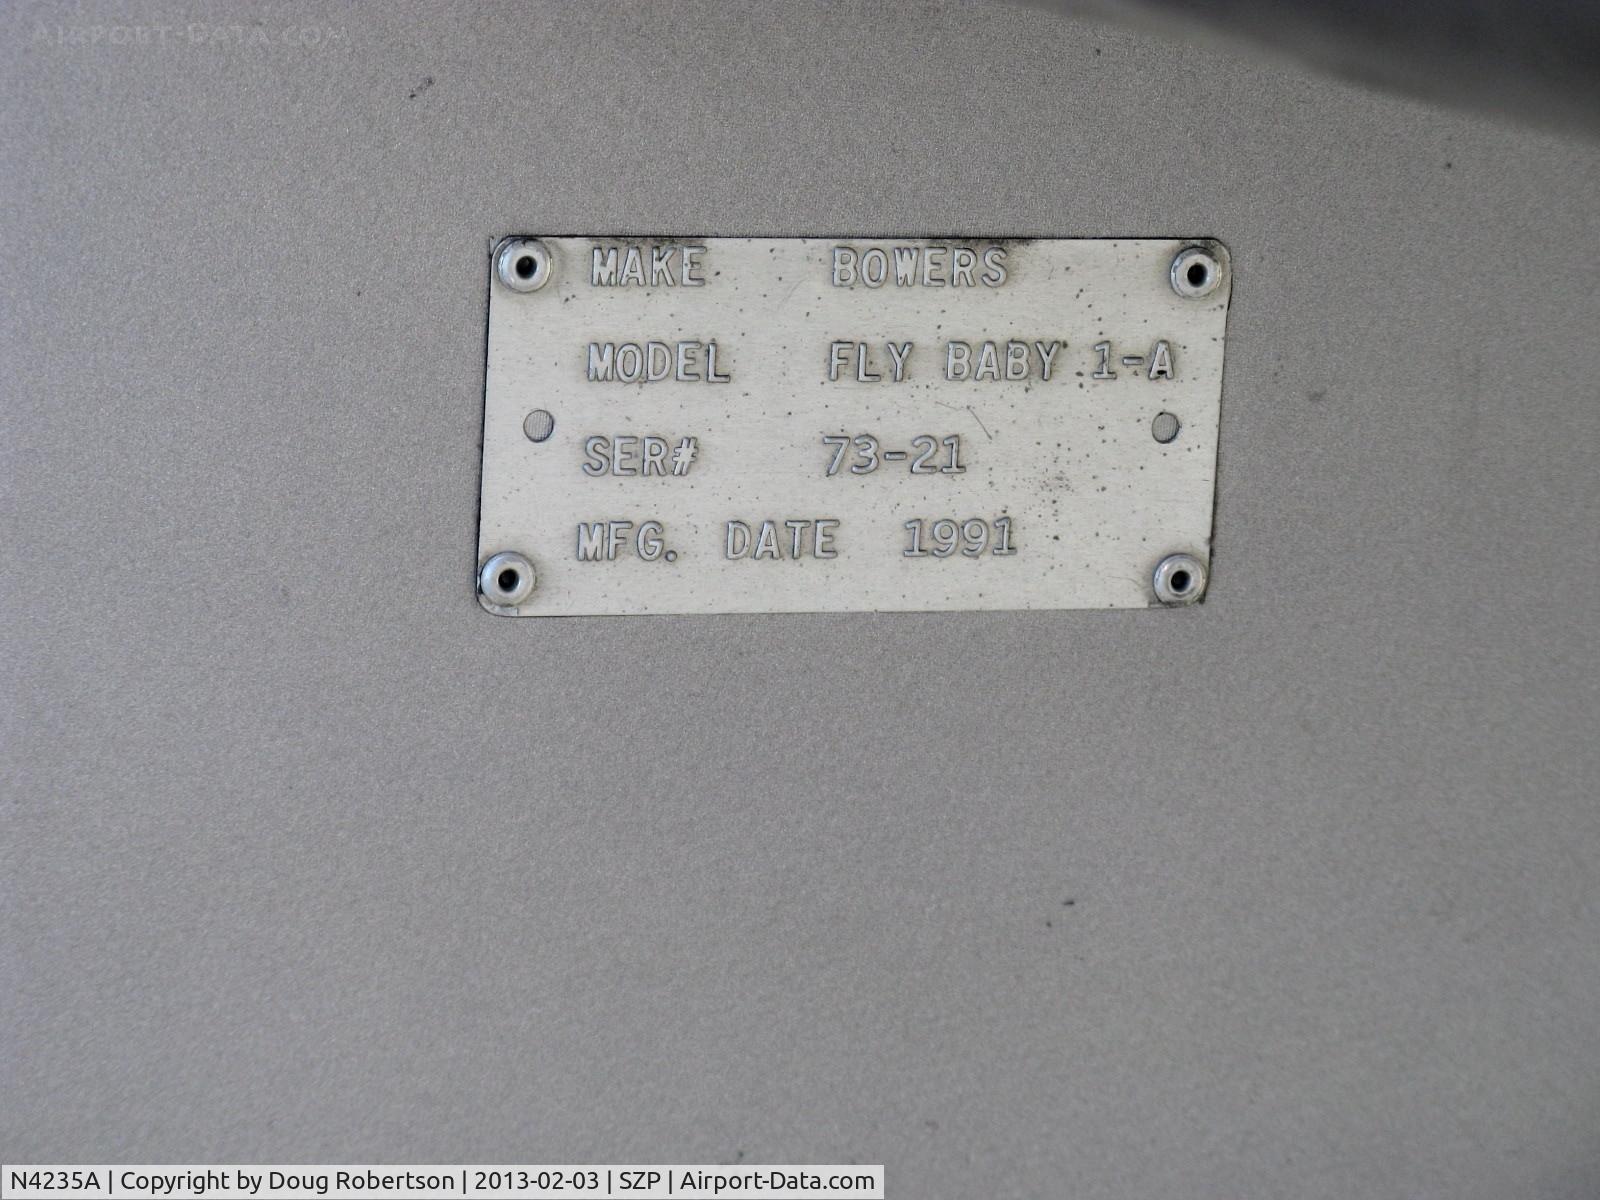 AIRPORT-DATA.COM
MAKE BOWERS
MODEL FLY BABY 1-A
SER# 73-21
MFG. DATE 1991
N4235A | Copyright by Doug Robertson | 2013-02-03 | SZP | Airport-Data.com